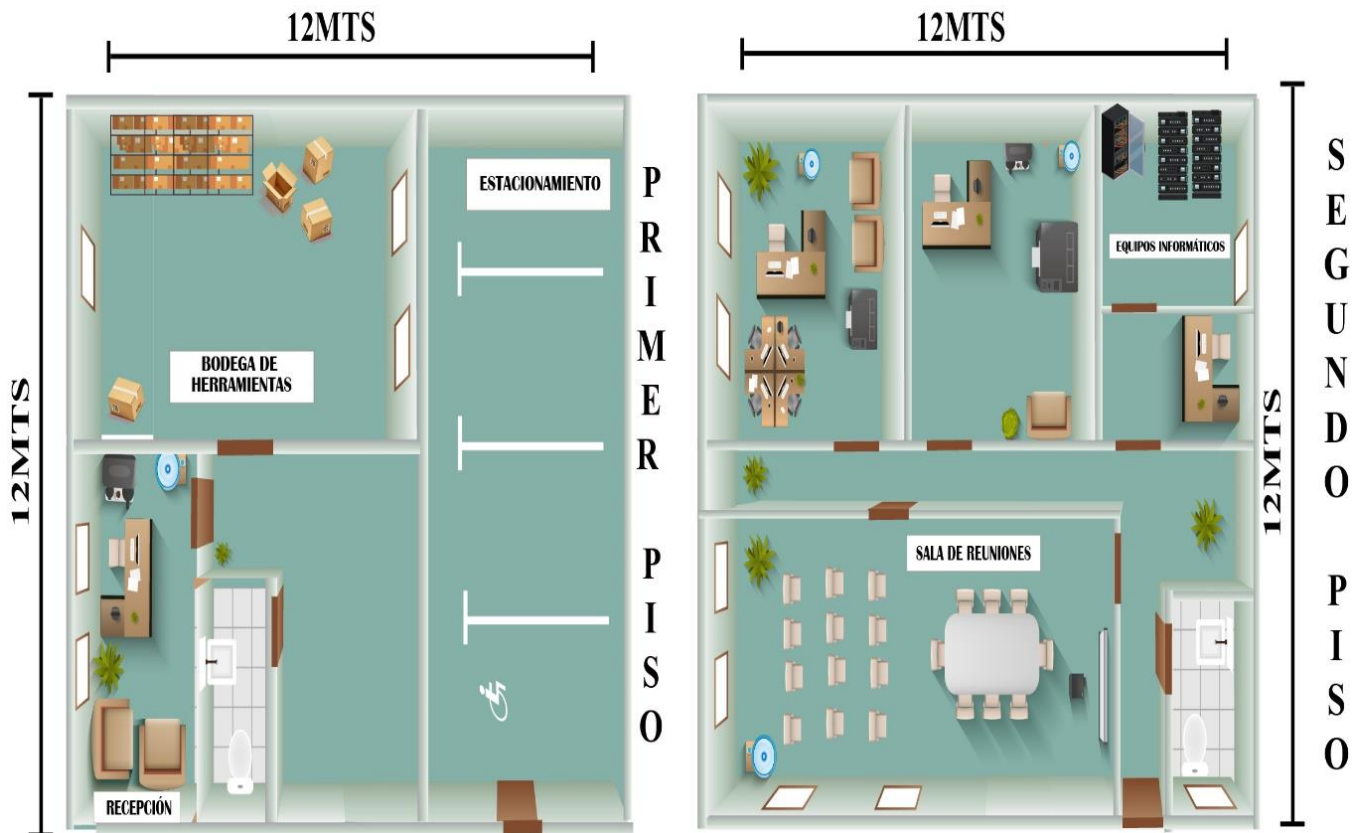 12MTS
12MTS
12MTS
ESTACIONAMIENTO
BODEGA DE
HERRAMIENTAS
RECEPCIÓN
PRIMER PISO
12MTS
EQUIPOS INFORMÁTICOS
SALA DE REUNIONES
SEGUNDO PISO